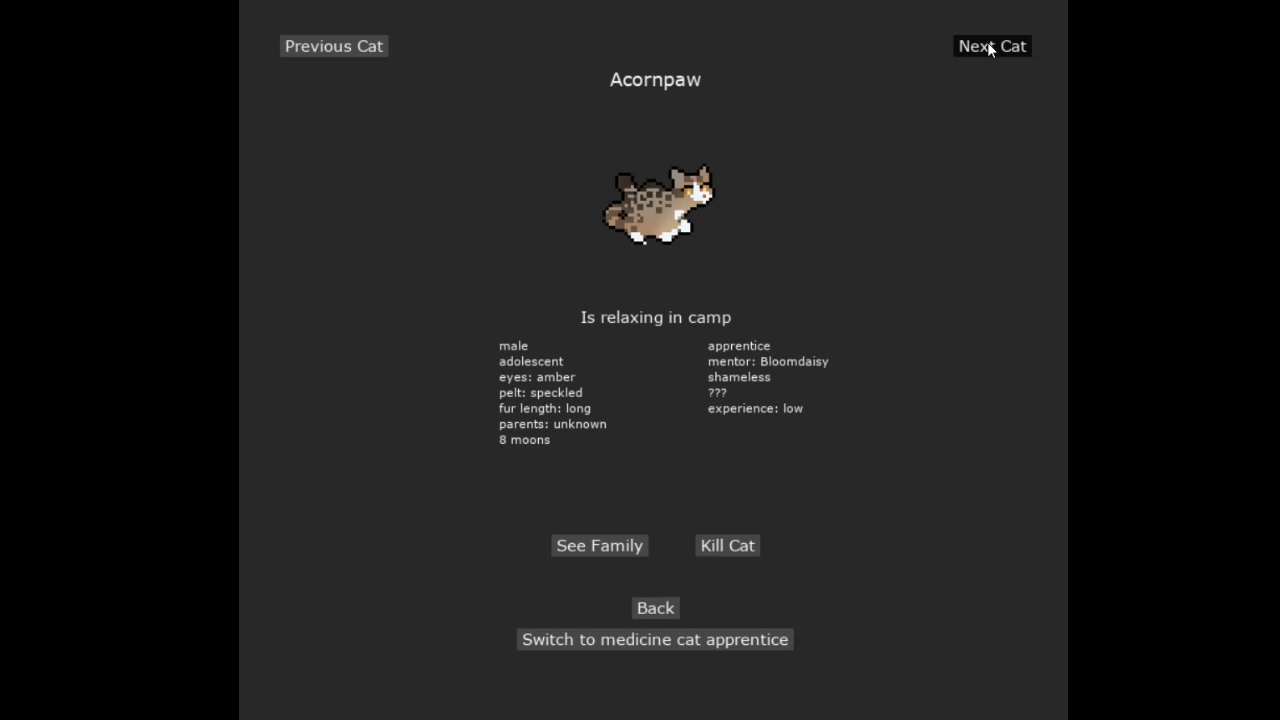 Previous Cat
Next Cat
Acornpaw
Is relaxing in camp
male
adolescent
eyes: amber
pelt: speckled
fur length: long
parents: unknown
8 moons
apprentice
mentor: Bloomdaisy
shameless
???
experience: low
See Family
Kill Cat
Back
Switch to medicine cat apprentice